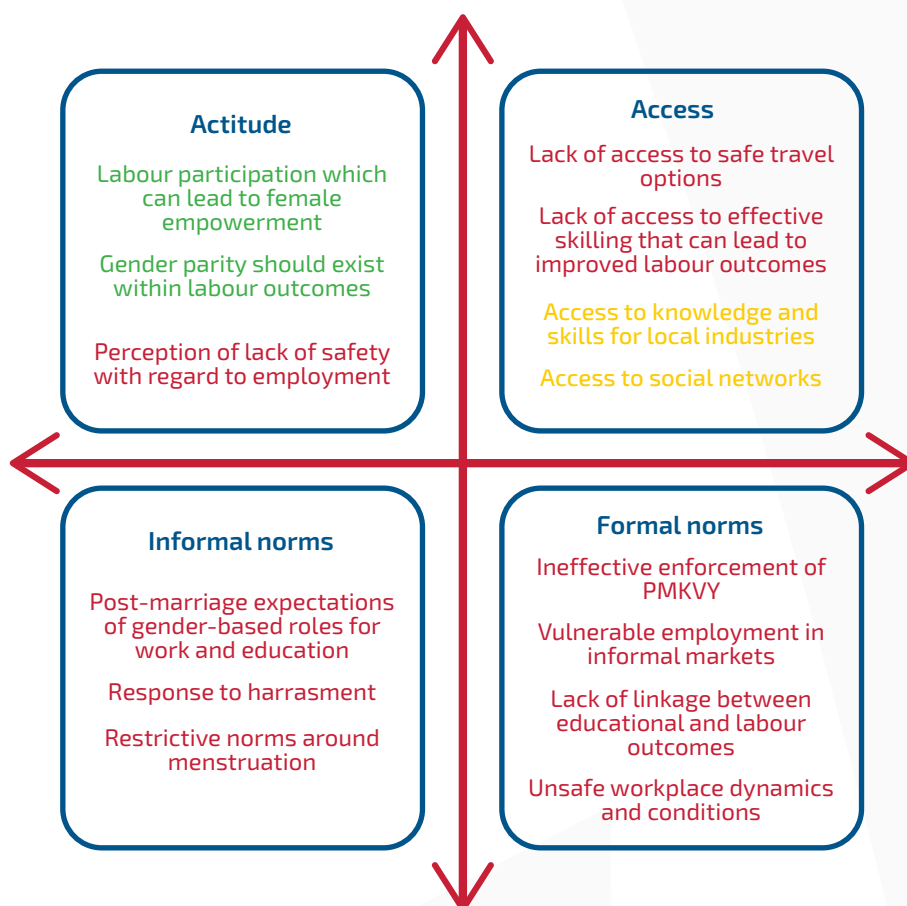 Actitude
Labour participation which
can lead to female
empowerment
Gender parity should exist
within labour outcomes
Perception of lack of safety
with regard to employment
Access
Lack of access to safe travel
options
Lack of access to effective
skilling that can lead to
improved labour outcomes
Access to knowledge and
skills for local industries
Access to social networks
Informal norms
Post-marriage expectations
of gender-based roles for
work and education
Response to harrasment
Restrictive norms around
menstruation
Formal norms
Ineffective enforcement of
PMKVY
Vulnerable employment in
informal markets
Lack of linkage between
educational and labour
outcomes
Unsafe workplace dynamics
and conditions